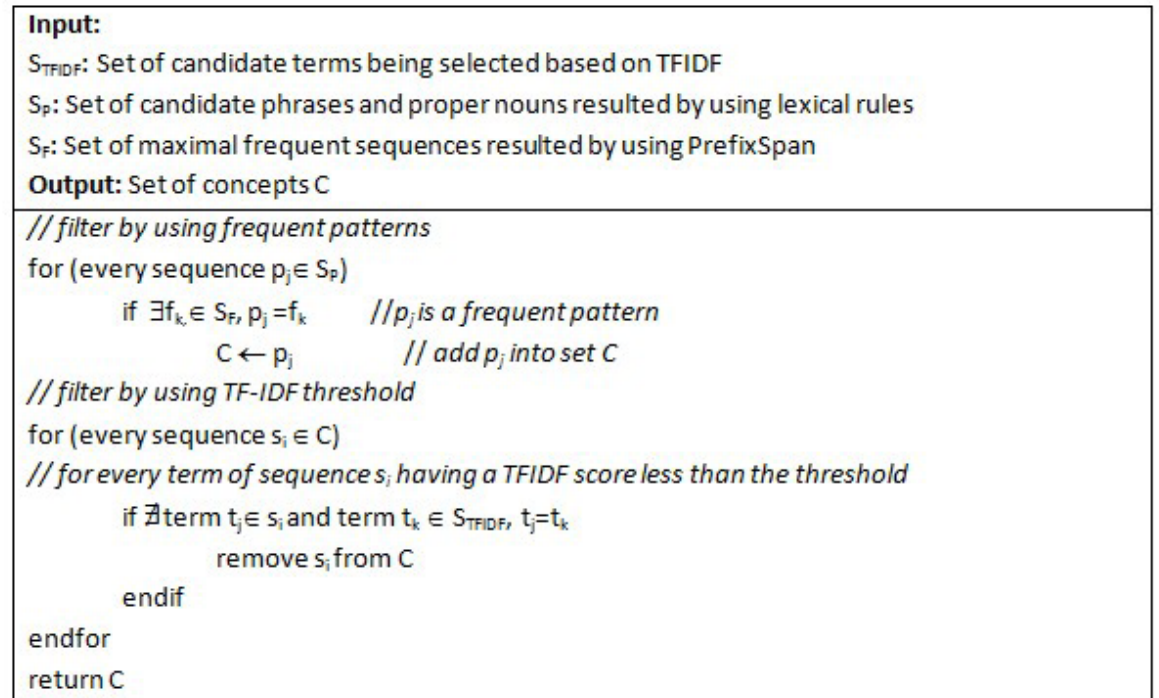 Input:
S_TFIDF: Set of candidate terms being selected based on TFIDF
S_P: Set of candidate phrases and proper nouns resulted by using lexical rules
S_F: Set of maximal frequent sequences resulted by using PrefixSpan
Output: Set of concepts C
// filter by using frequent patterns
for (every sequence p_j ∈ S_P)
if ∃f_k, ∈ S_F, p_j =f_k //p_j is a frequent pattern
C ← p_j // add p_j into set C
// filter by using TF-IDF threshold
for (every sequence s_i ∈ C)
// for every term of sequence s_i having a TFIDF score less than the threshold
if ∄ term t_j ∈ s_i and term t_k ∈ S_TFIDF, t_j=t_k
remove s_i from C
endif
endfor
return C